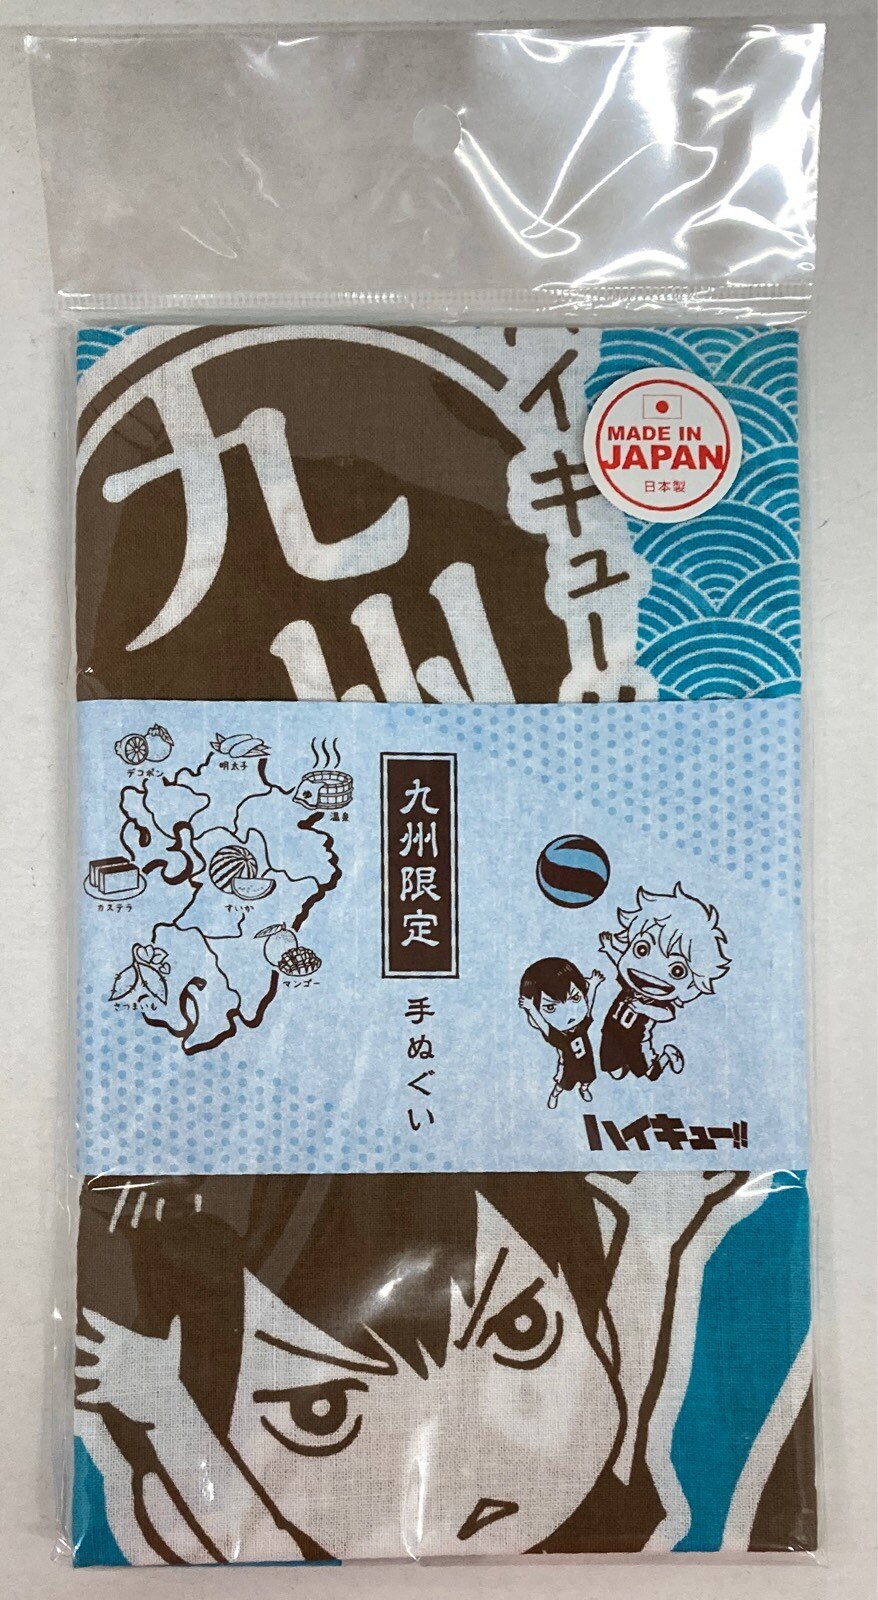 九州
ハイキュー!!
MADE IN
JAPAN
日本製
デコポン
明太子
温泉
カステラ
すいか
マンゴー
さつまいも
九州限定
手ぬぐい
9
10
ハイキュー!!